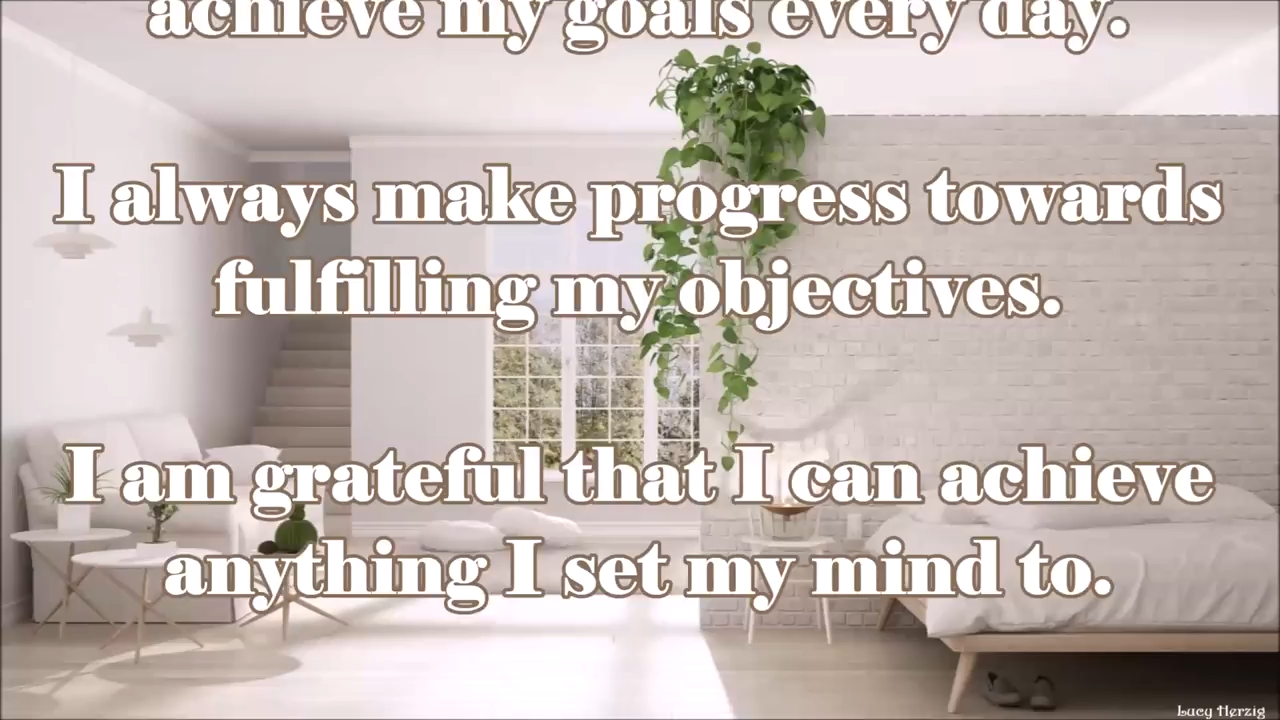 achieve my goals every day.
I always make progress towards
fulfilling my objectives.
I am grateful that I can achieve
anything I set my mind to.
Lucy Herzig